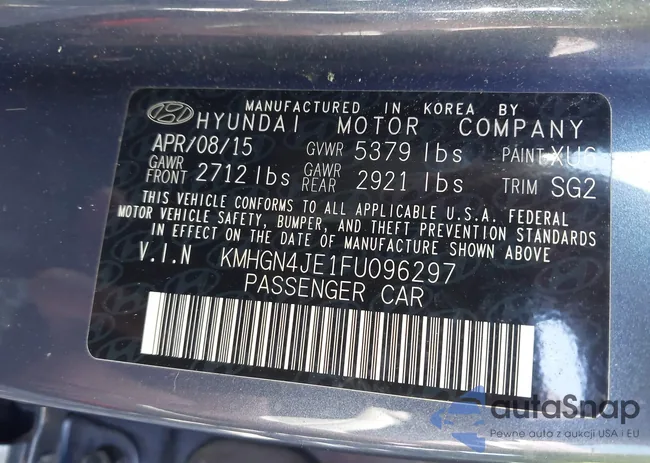 MANUFACTURED IN KOREA BY
HYUNDAI MOTOR COMPANY
APR/08/15 GVWR 5379 lbs PAINT XU6
GAWR FRONT 2712 lbs GAWR REAR 2921 lbs TRIM SG2
THIS VEHICLE CONFORMS TO ALL APPLICABLE U.S.A. FEDERAL
MOTOR VEHICLE SAFETY, BUMPER, AND THEFT PREVENTION STANDARDS
IN EFFECT ON THE DATE OF MANUFACTURE SHOWN ABOVE.
V.I.N KMHGN4JE1FU096297
PASSENGER CAR
autaSnap
Pewne auta z aukcji USA i EU